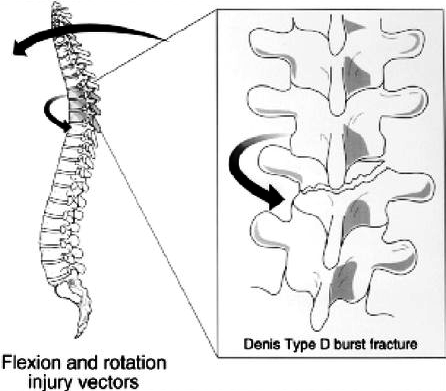 Denis Type D burst fracture
Flexion and rotation
injury vectors